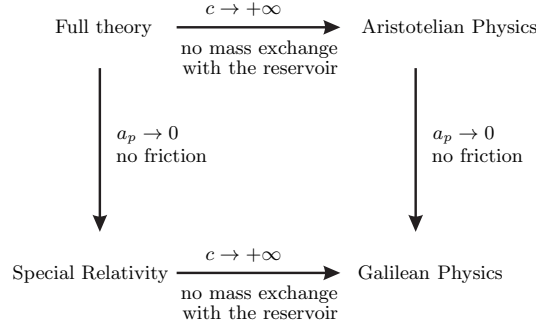 Full theory
c → +∞
no mass exchange
with the reservoir
Aristotelian Physics
a_p → 0
no friction
a_p → 0
no friction
Special Relativity
c → +∞
no mass exchange
with the reservoir
Galilean Physics